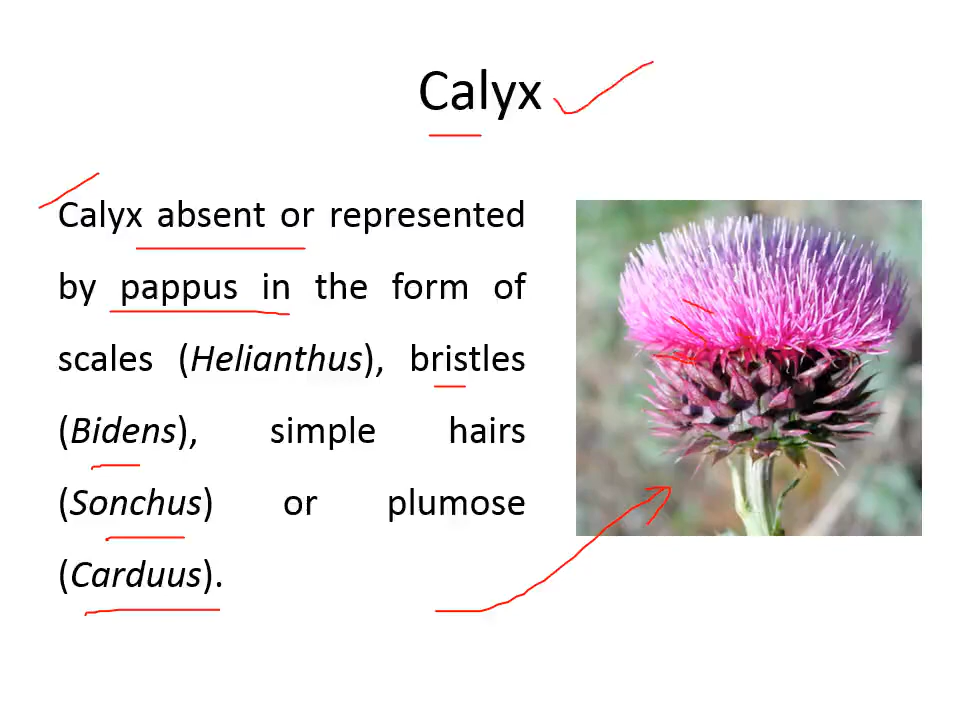 Calyx
Calyx absent or represented
by pappus in the form of
scales (Helianthus), bristles
(Bidens), simple hairs
(Sonchus) or plumose
(Carduus).